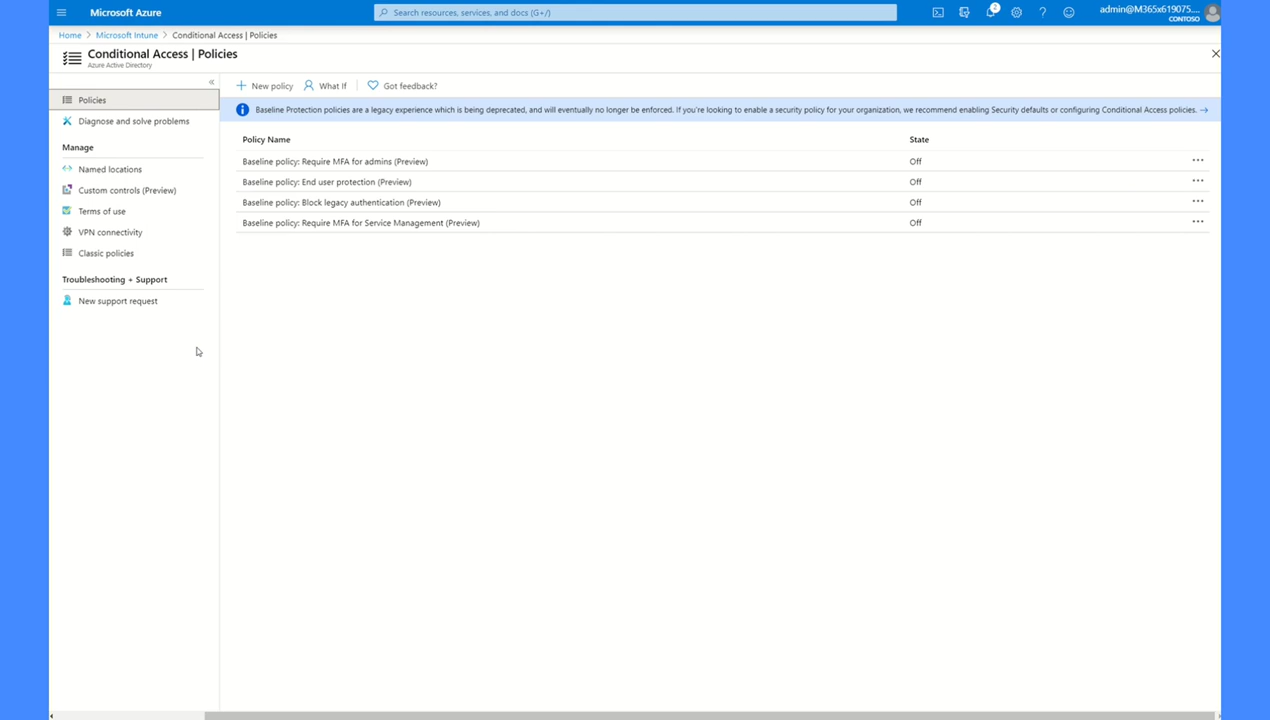 Microsoft Azure
Search resources, services, and docs (G+/)
2
admin@M365x619075....
CONTOSO
Home > Microsoft Intune > Conditional Access | Policies
Conditional Access | Policies
Azure Active Directory
«
Policies
Diagnose and solve problems
Manage
Named locations
Custom controls (Preview)
Terms of use
VPN connectivity
Classic policies
Troubleshooting + Support
New support request
New policy What If Got feedback?
Baseline Protection policies are a legacy experience which is being deprecated, and will eventually no longer be enforced. If you're looking to enable a security policy for your organization, we recommend enabling Security defaults or configuring Conditional Access policies. →
Policy Name State
Baseline policy: Require MFA for admins (Preview) Off ...
Baseline policy: End user protection (Preview) Off ...
Baseline policy: Block legacy authentication (Preview) Off ...
Baseline policy: Require MFA for Service Management (Preview) Off ...